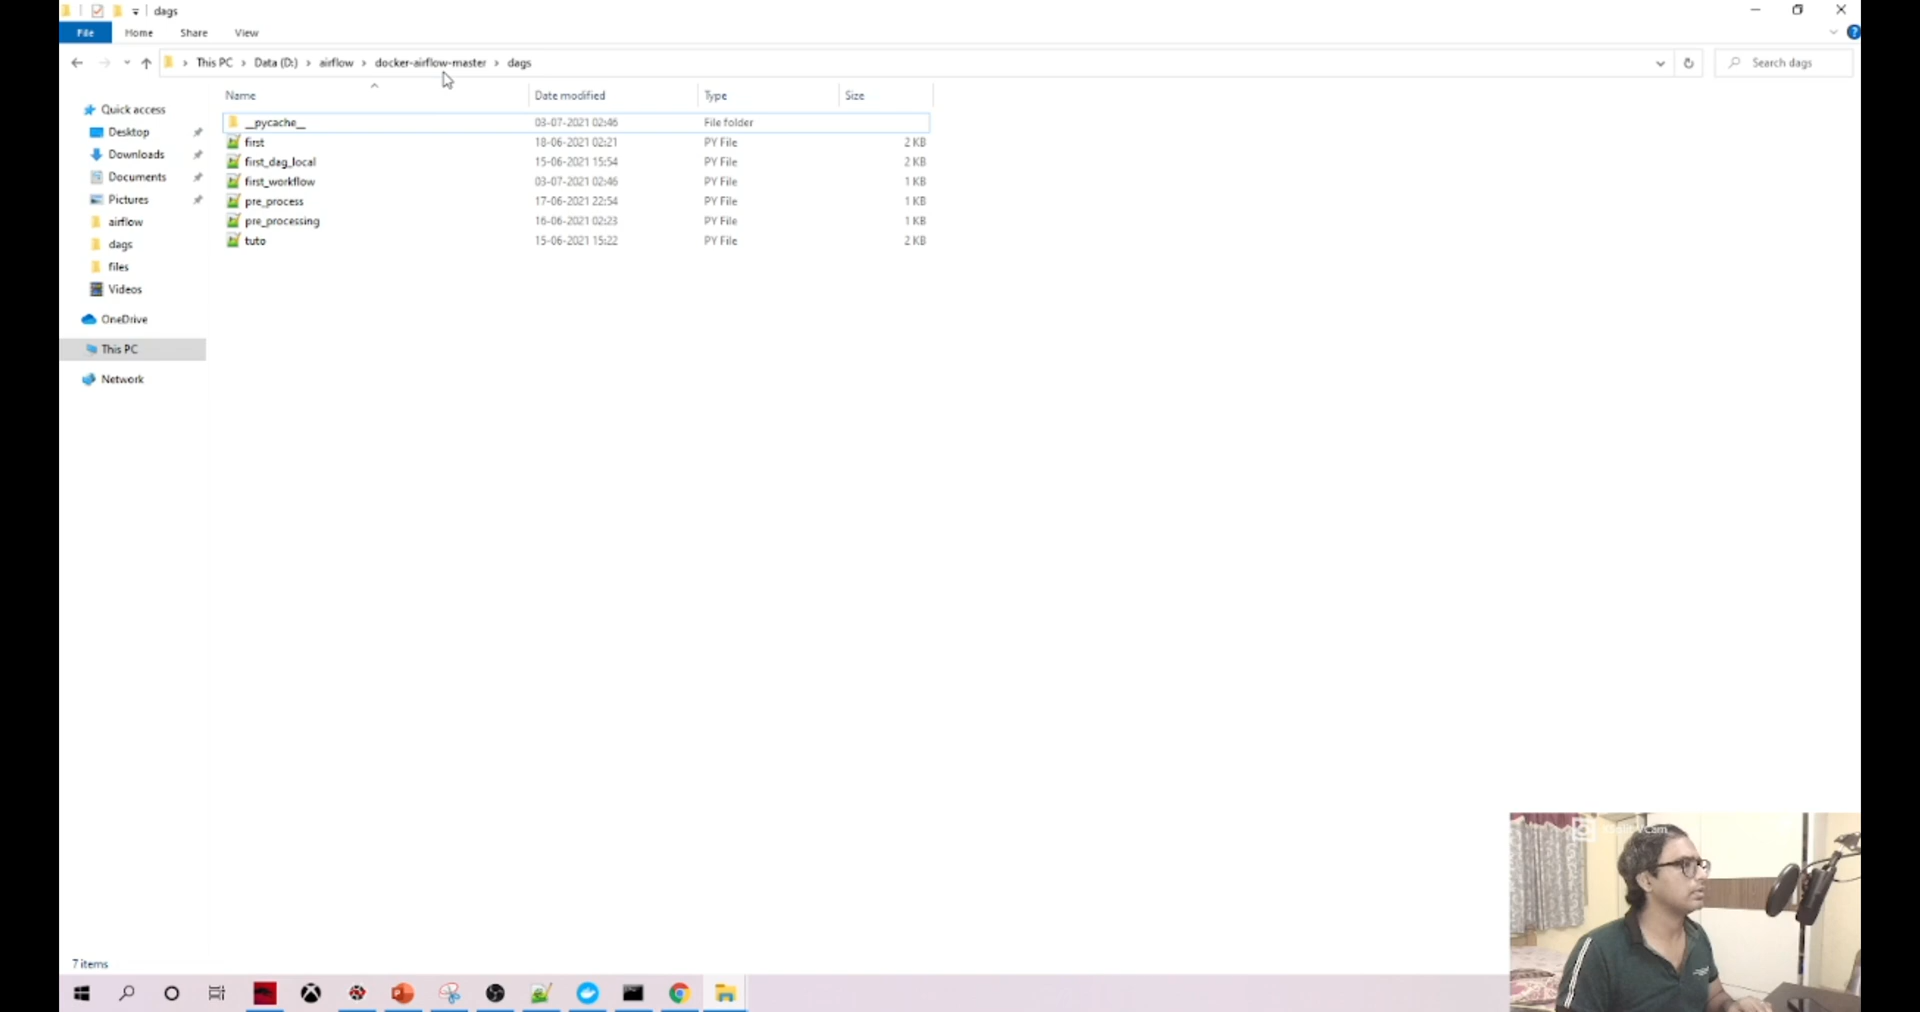 dags
File Home Share View
This PC > Data (D:) > airflow > docker-airflow-master > dags
Search dags
Name Date modified Type Size
Quick access
Desktop
Downloads
Documents
Pictures
airflow
dags
files
Videos
OneDrive
This PC
Network
__pycache__ 03-07-2021 02:46 File folder
first 18-06-2021 02:21 PY File 2 KB
first_dag_local 15-06-2021 15:54 PY File 2 KB
first_workflow 03-07-2021 02:46 PY File 1 KB
pre_process 17-06-2021 22:54 PY File 1 KB
pre_processing 16-06-2021 02:23 PY File 1 KB
tuto 15-06-2021 15:22 PY File 2 KB
7 items